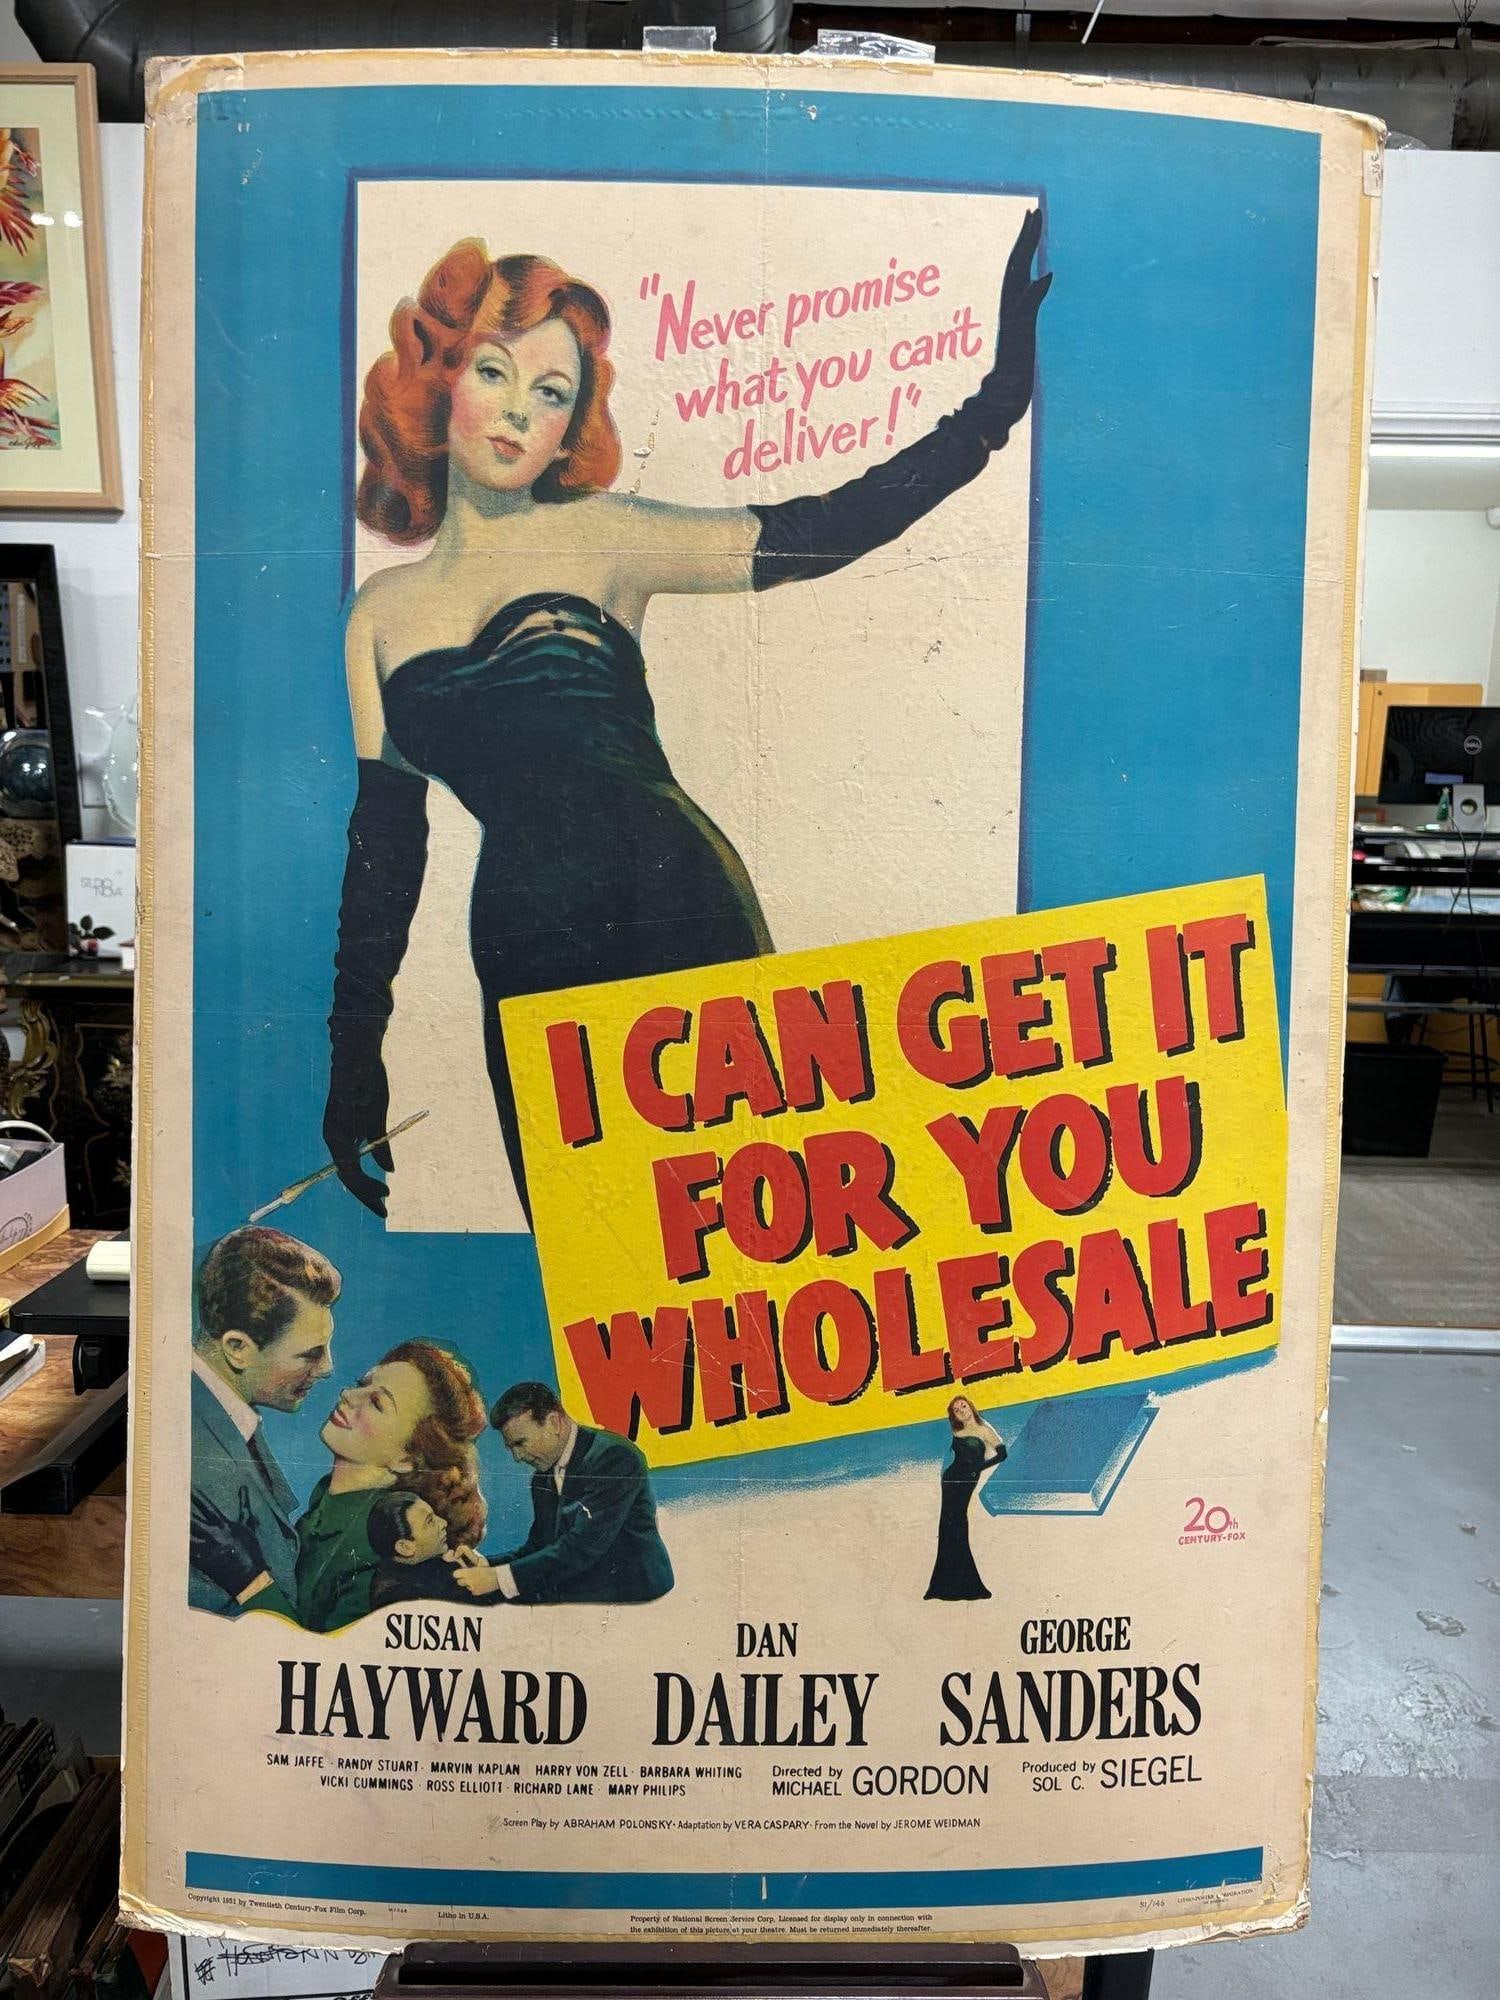 "Never promise
what you can't
deliver!"
I CAN GET IT
FOR YOU
WHOLESALE
20th
CENTURY-FOX
SUSAN
HAYWARD
DAN
DAILEY
GEORGE
SANDERS
SAM JAFFE · RANDY STUART · MARVIN KAPLAN HARRY VON ZELL · BARBARA WHITING
VICKI CUMMINGS · ROSS ELLIOTT · RICHARD LANE · MARY PHILIPS
Directed by
MICHAEL GORDON
Produced by
SOL C. SIEGEL
Screen Play by ABRAHAM POLONSKY · Adaptation by VERA CASPARY · From the Novel by JEROME WEIDMAN
Copyright 1951 by Twentieth Century-Fox Film Corp.
Litho in U.S.A.
Property of National Screen Service Corp. Licensed for display only in connection with
the exhibition of this picture at your theatre. Must be returned immediately thereafter.
51/146
DELL